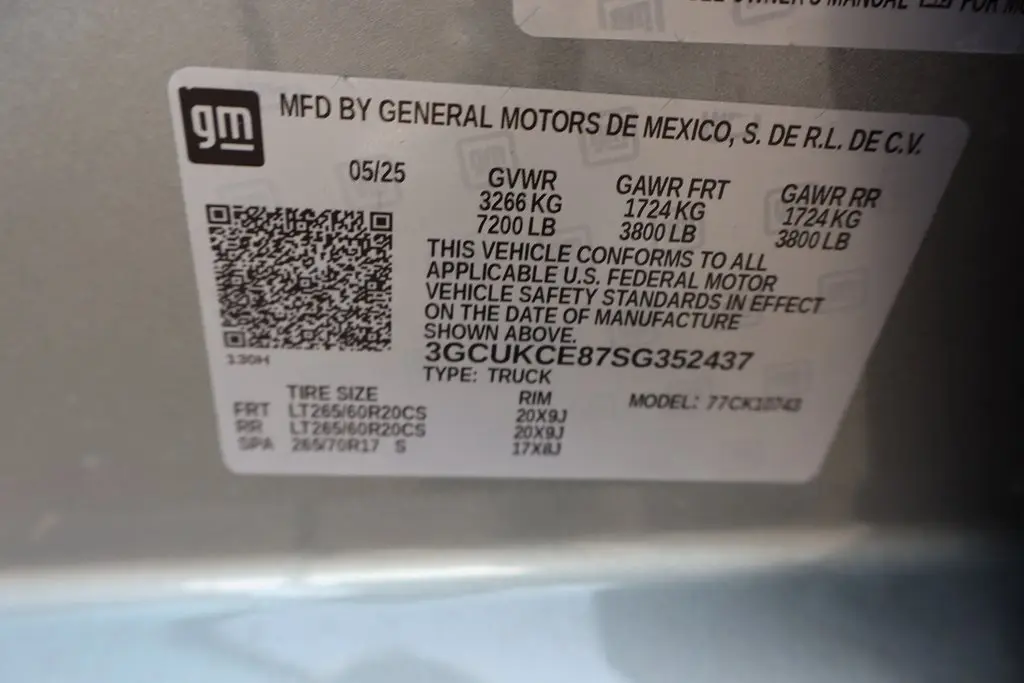 OWNER'S MANUAL
gm
MFD BY GENERAL MOTORS DE MEXICO, S. DE R.L. DE C.V.
05/25
GVWR GAWR FRT GAWR RR
3266 KG 1724 KG 1724 KG
7200 LB 3800 LB 3800 LB
THIS VEHICLE CONFORMS TO ALL
APPLICABLE U.S. FEDERAL MOTOR
VEHICLE SAFETY STANDARDS IN EFFECT
ON THE DATE OF MANUFACTURE
SHOWN ABOVE.
3GCUKCE87SG352437
130H
TYPE: TRUCK
TIRE SIZE RIM MODEL: 77CK10743
FRT LT265/60R20CS 20X9J
RR LT265/60R20CS 20X9J
SPA 265/70R17 S 17X8J